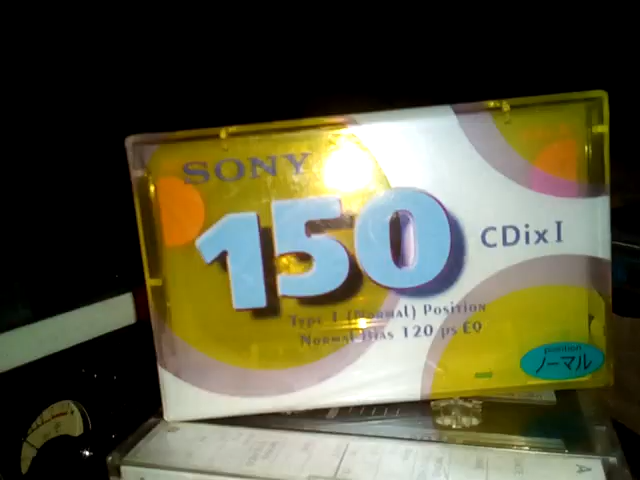 SONY
150
CDixI
Type I (Normal) Position
Normal Bias 120 µs EQ
position
ノーマル
A